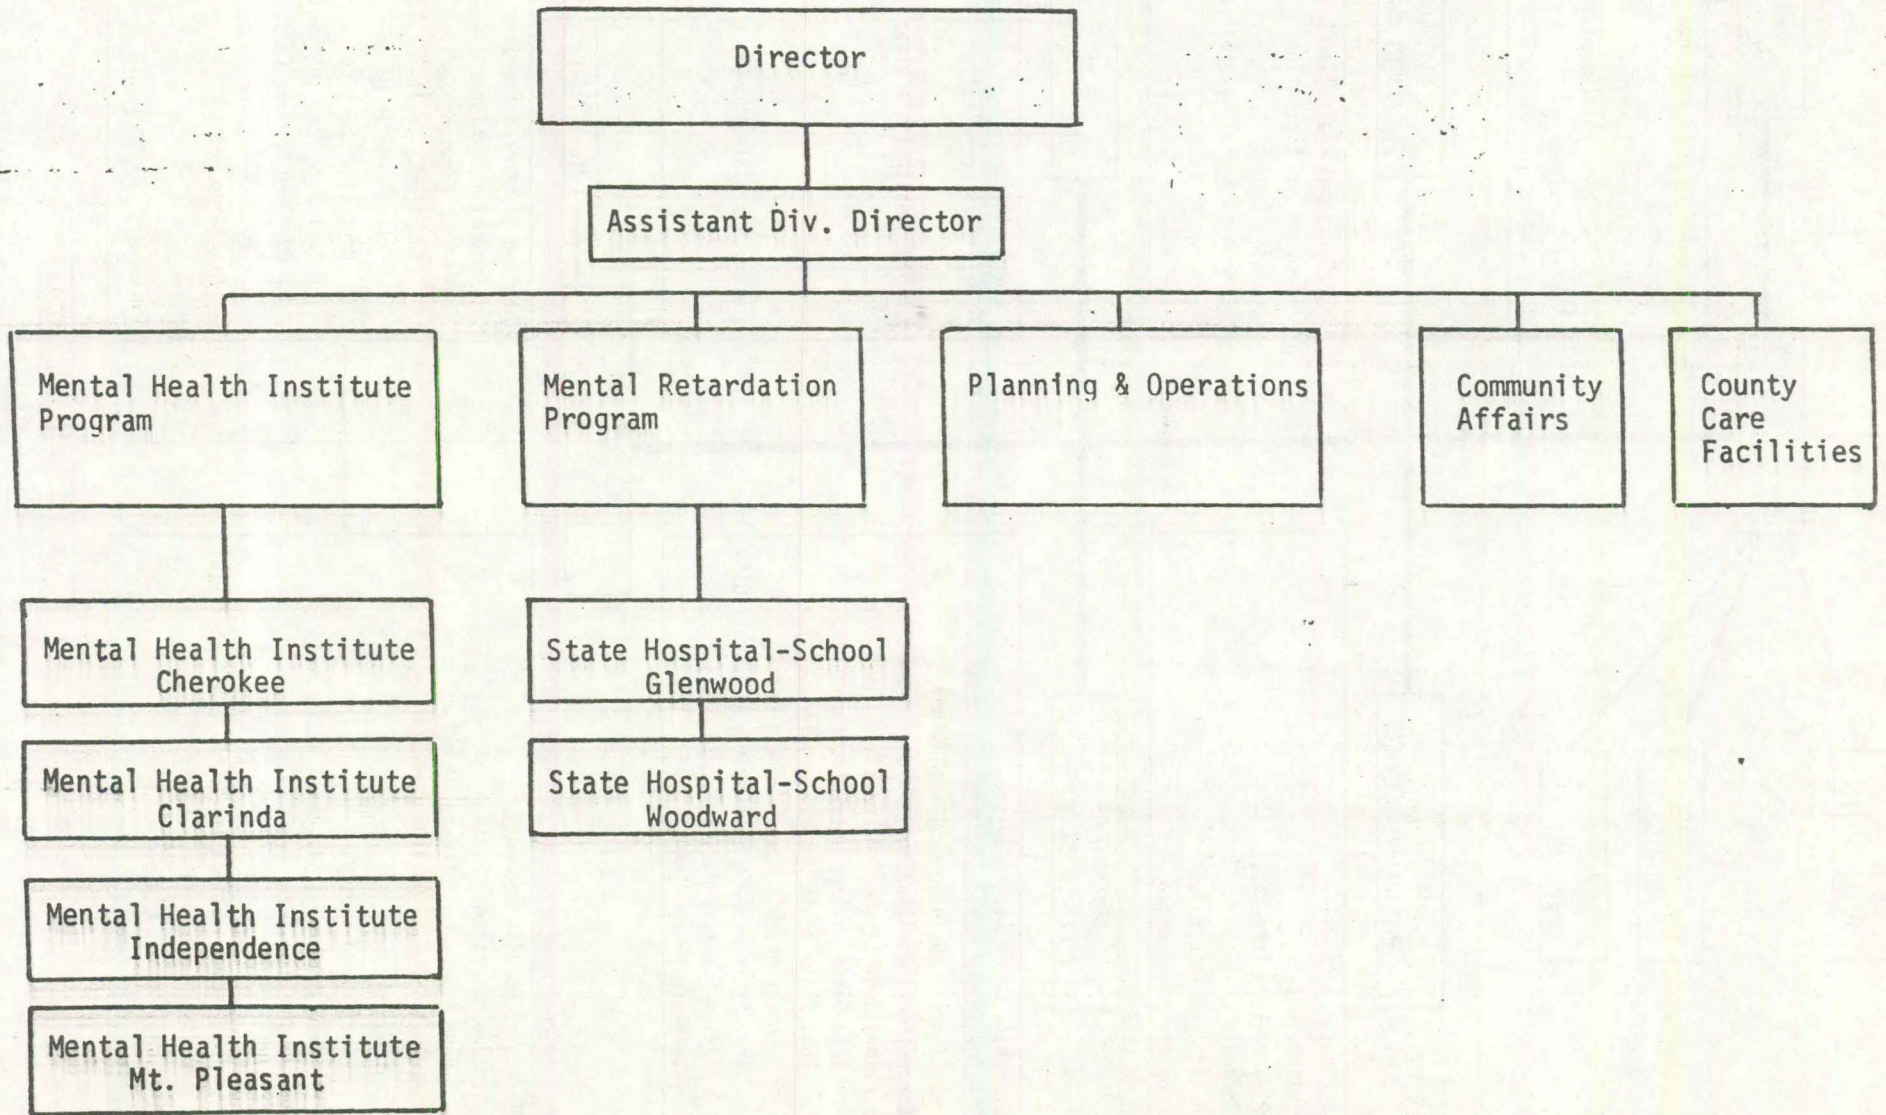 Director
Assistant Div. Director
Mental Health Institute
Program
Mental Retardation
Program
Planning & Operations
Community
Affairs
County
Care
Facilities
Mental Health Institute
Cherokee
State Hospital-School
Glenwood
Mental Health Institute
Clarinda
State Hospital-School
Woodward
Mental Health Institute
Independence
Mental Health Institute
Mt. Pleasant